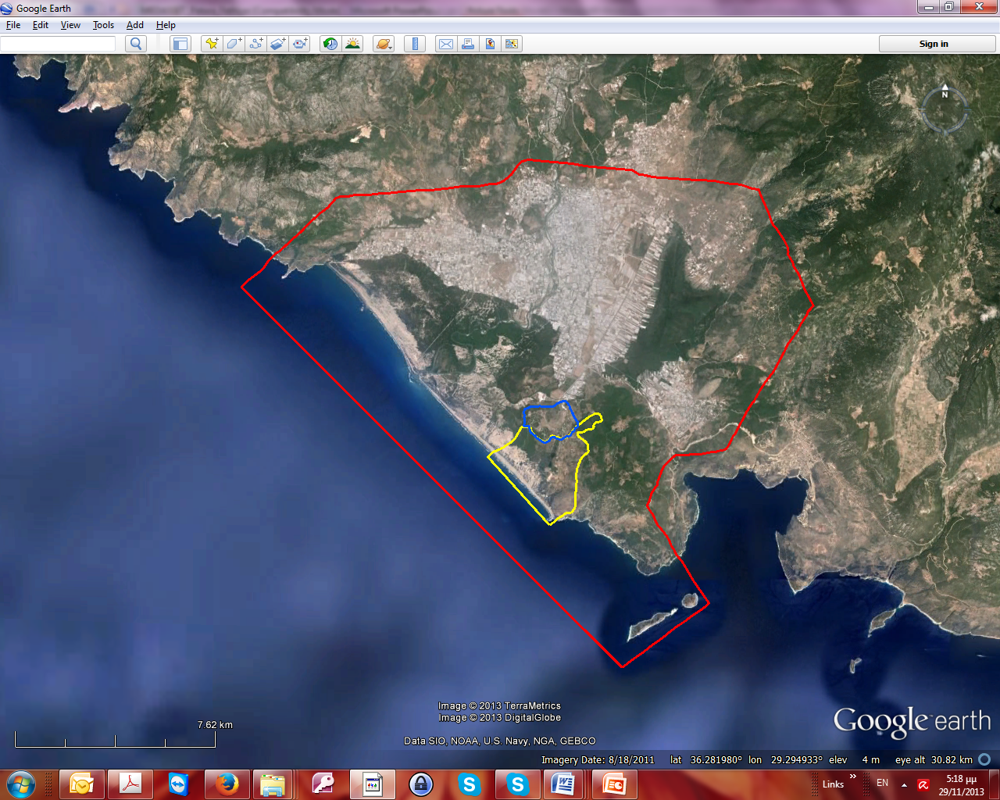 Google Earth
File Edit View Tools Add Help
Sign in
N
Image © 2013 TerraMetrics
Image © 2013 DigitalGlobe
Data SIO, NOAA, U.S. Navy, NGA, GEBCO
7.62 km
Google earth
Imagery Date: 8/18/2011 lat 36.281980° lon 29.294933° elev 4 m eye alt 30.82 km
Links » EN 5:18 μμ
29/11/2013